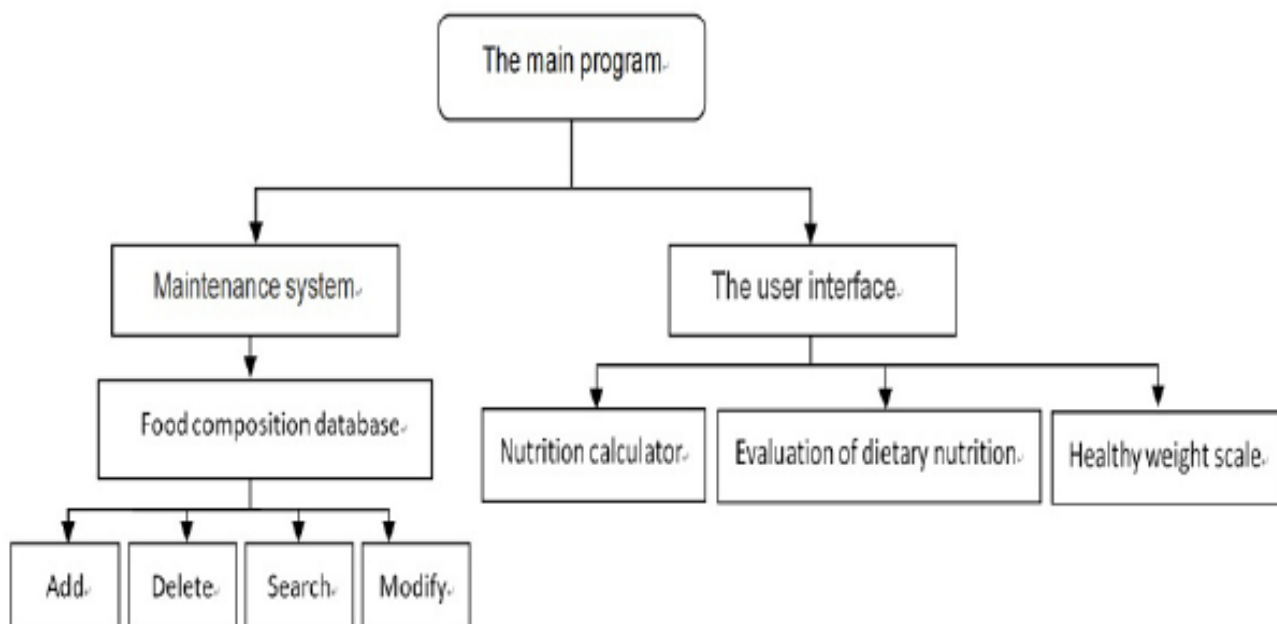 The main program
Maintenance system
The user interface
Food composition database
Nutrition calculator
Evaluation of dietary nutrition
Healthy weight scale
Add
Delete
Search
Modify